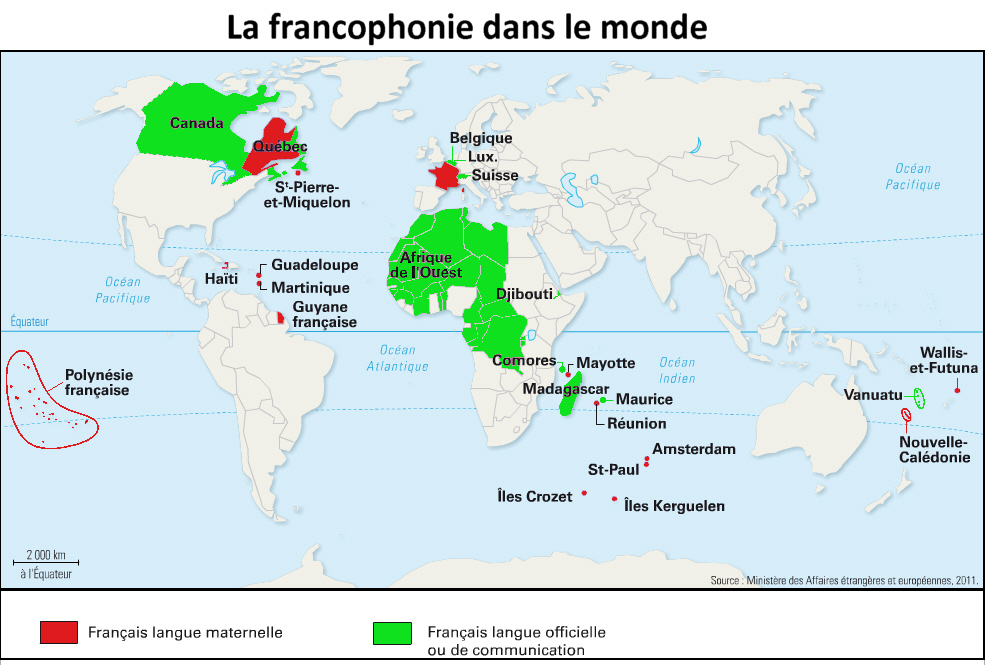 La francophonie dans le monde
Canada
Québec
St-Pierre-
et-Miquelon
Belgique
Lux.
Suisse
Océan
Pacifique
Afrique
de l'Ouest
Haïti
Guadeloupe
Martinique
Guyane
française
Djibouti
Océan
Pacifique
Équateur
Océan
Atlantique
Océan
Indien
Comores
Mayotte
Madagascar
Maurice
Réunion
Polynésie
française
Wallis-
et-Futuna
Vanuatu
Nouvelle-
Calédonie
Amsterdam
St-Paul
Îles Crozet
Îles Kerguelen
2 000 km
à l'Équateur
Source : Ministère des Affaires étrangères et européennes, 2011.
Français langue maternelle
Français langue officielle
ou de communication